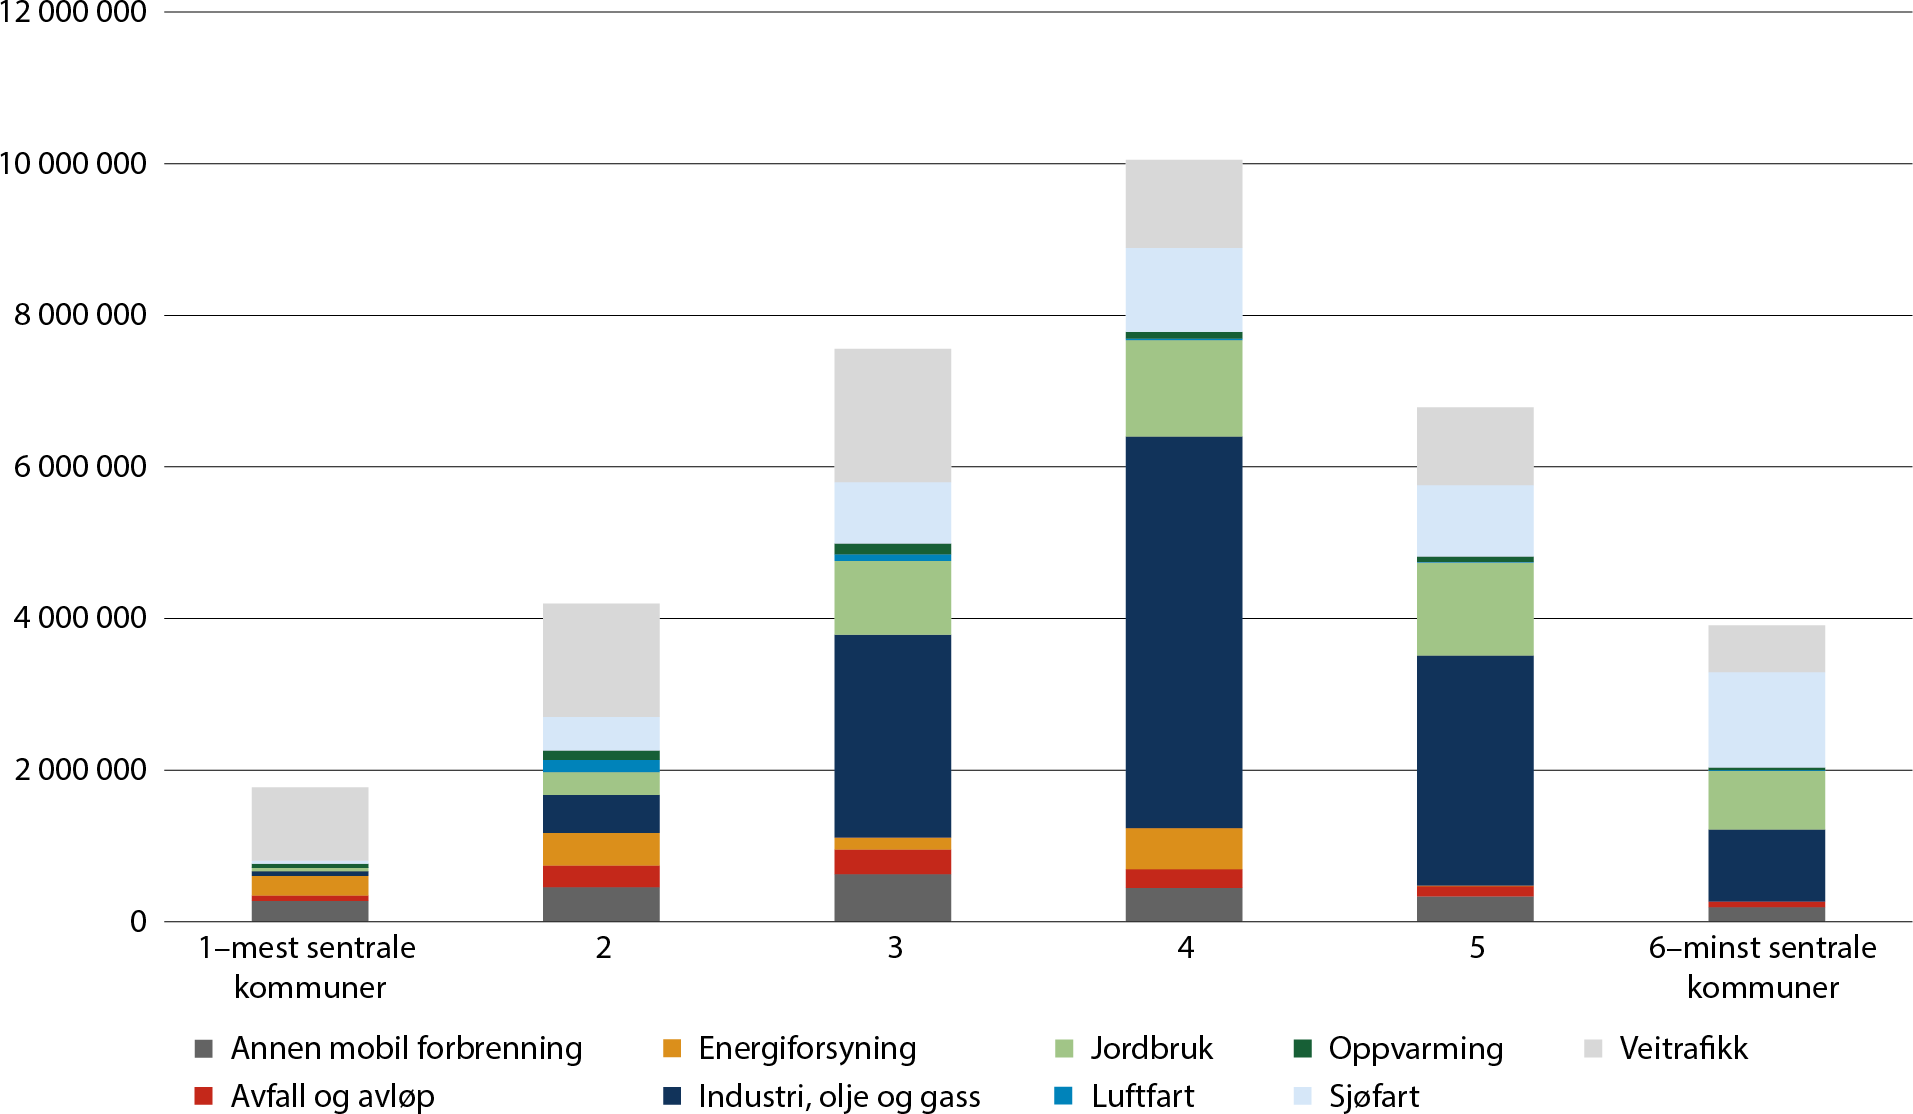 12 000 000
10 000 000
8 000 000
6 000 000
4 000 000
2 000 000
0
1–mest sentrale
kommuner
2
3
4
5
6–minst sentrale
kommuner
Annen mobil forbrenning
Energiforsyning
Jordbruk
Oppvarming
Veitrafikk
Avfall og avløp
Industri, olje og gass
Luftfart
Sjøfart